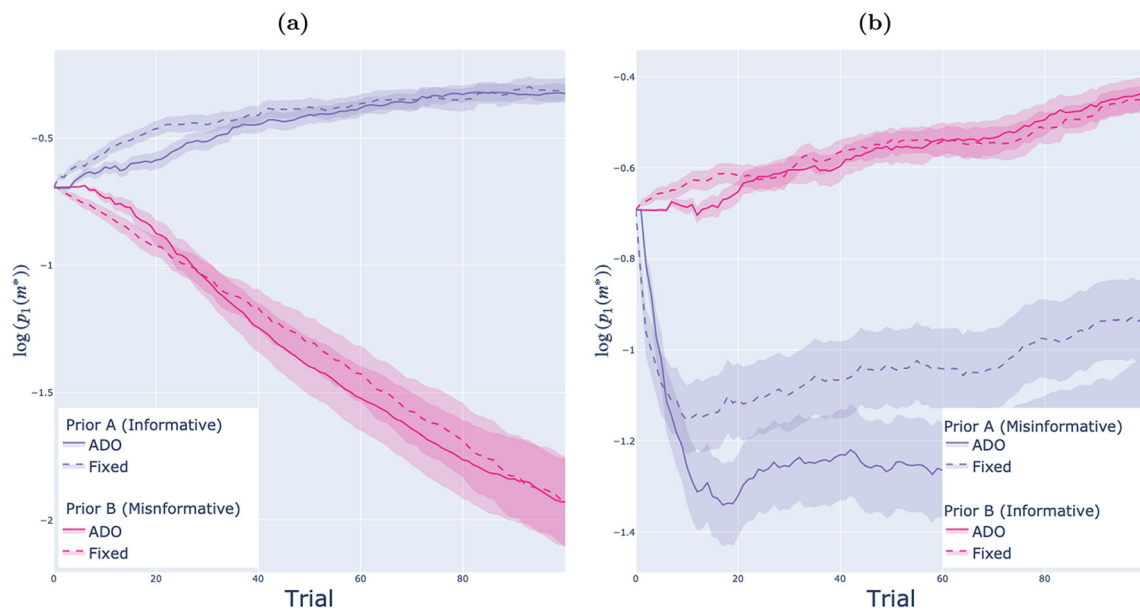 (a)
log (p₁(m*))
−0.5
−1
−1.5
−2
0
20
40
60
80
Trial
Prior A (Informative)
ADO
Fixed
Prior B (Misnformative)
ADO
Fixed
(b)
log (p₁(m*))
−0.4
−0.6
−0.8
−1
−1.2
−1.4
0
20
40
60
80
Trial
Prior A (Misinformative)
ADO
Fixed
Prior B (Informative)
ADO
Fixed